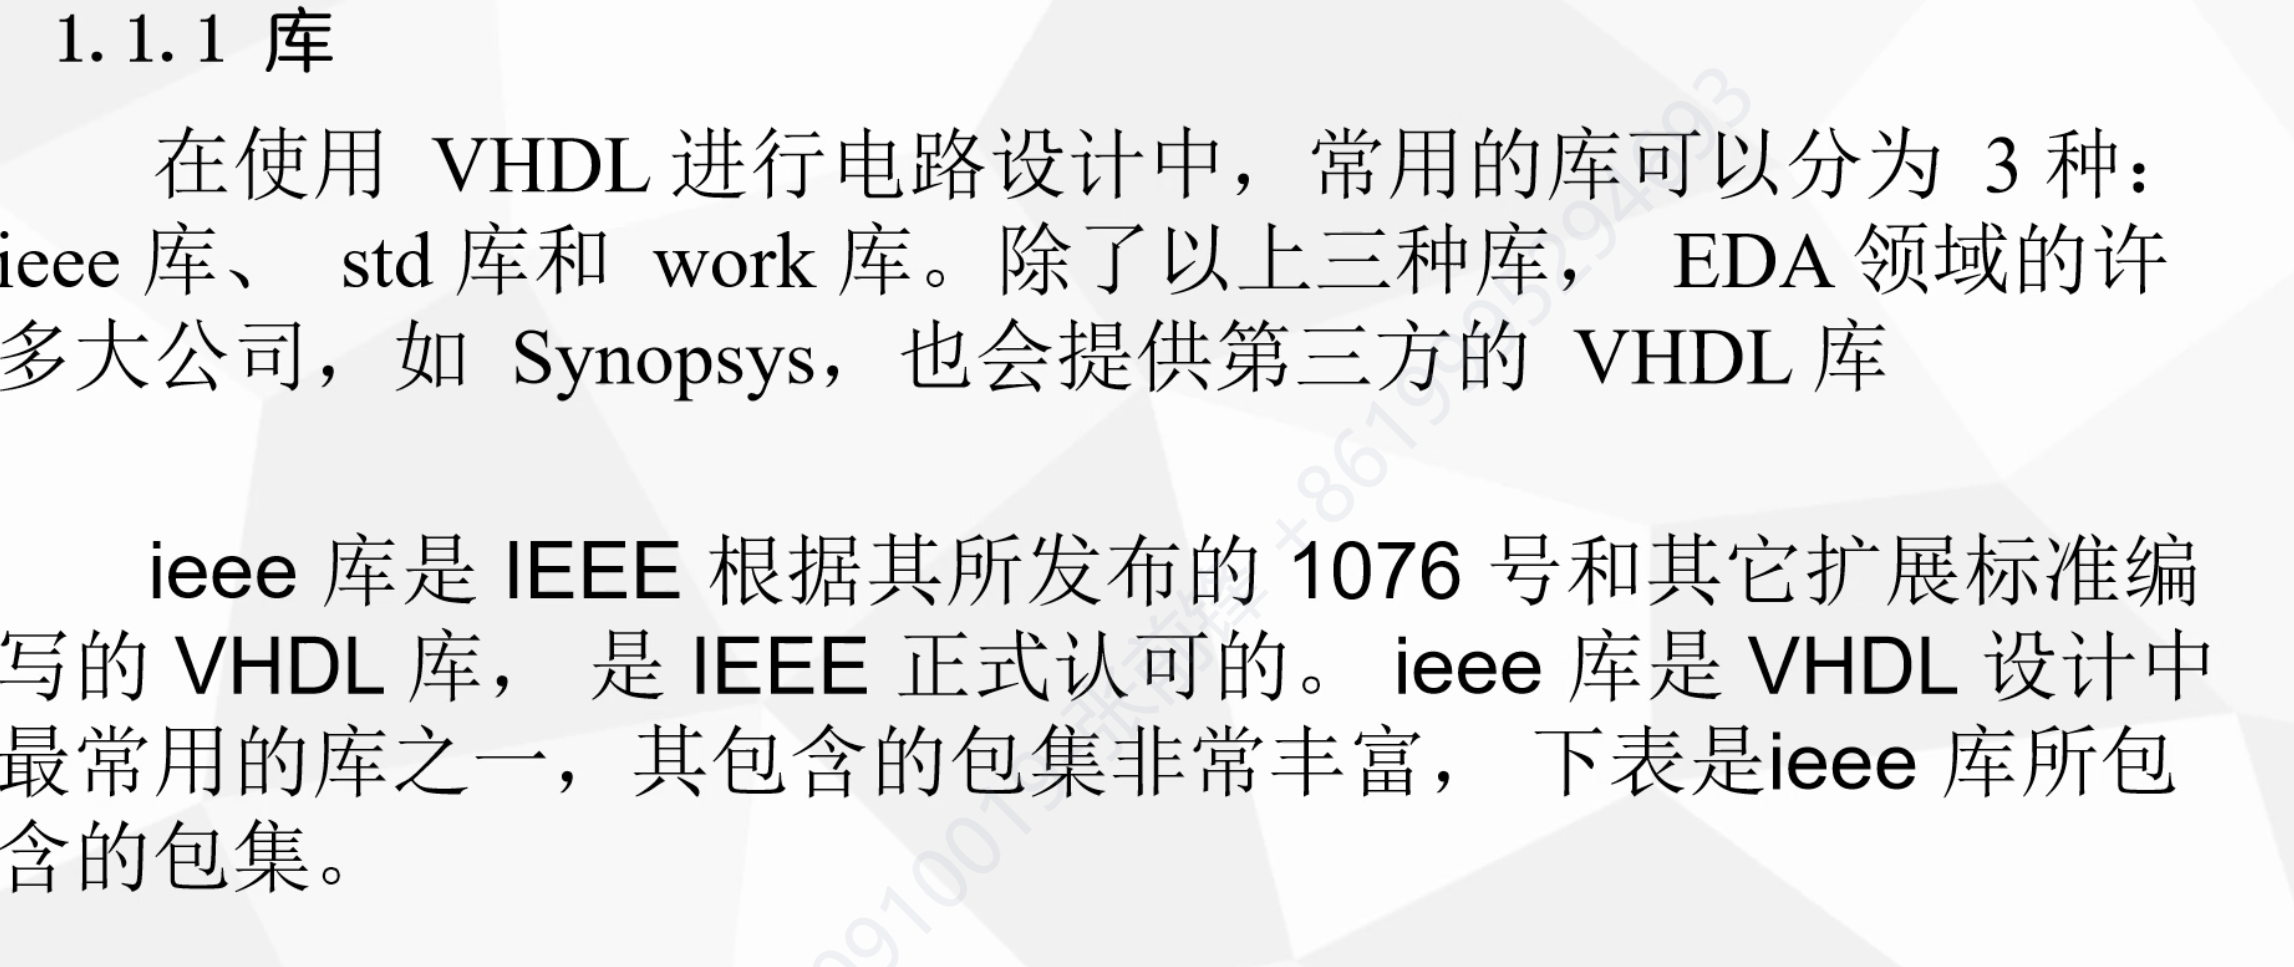 1.1.1 库
在使用 VHDL 进行电路设计中，常用的库可以分为 3 种：
ieee 库、 std 库和 work 库。除了以上三种库， EDA 领域的许
多大公司，如 Synopsys，也会提供第三方的 VHDL 库
ieee 库是 IEEE 根据其所发布的 1076 号和其它扩展标准编
写的 VHDL 库， 是 IEEE 正式认可的。 ieee 库是 VHDL 设计中
最常用的库之一，其包含的包集非常丰富， 下表是ieee 库所包
含的包集。